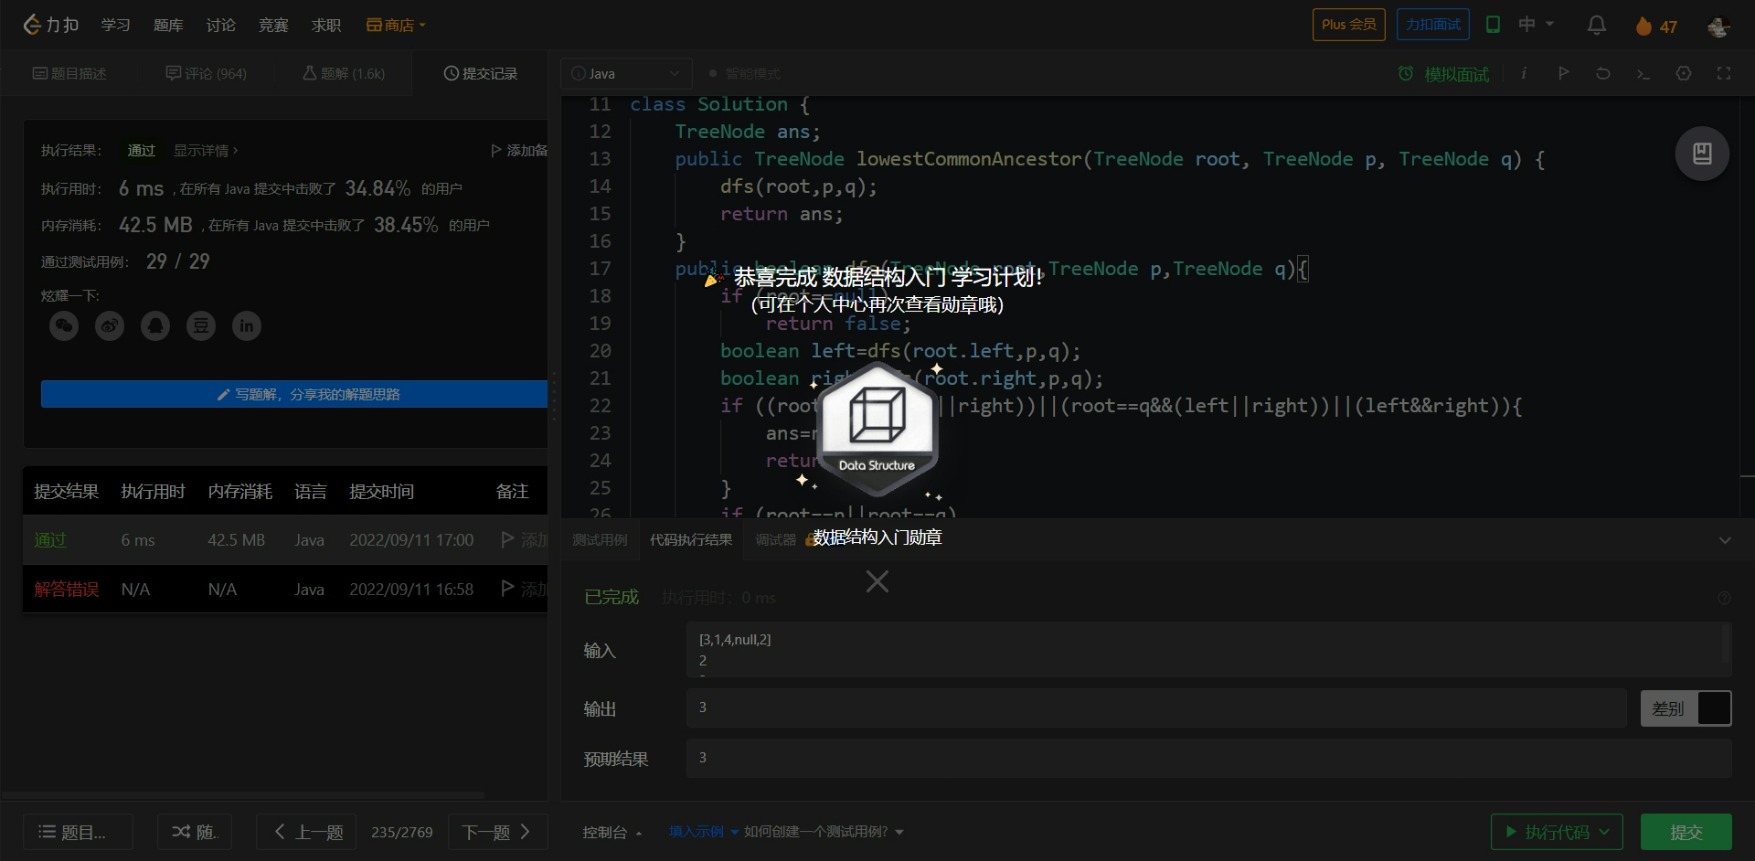 力扣 学习 题库 讨论 竞赛 求职 商店 Plus 会员 力扣面试 中 47
题目描述 评论 (964) 题解 (1.6k) 提交记录
执行结果： 通过 显示详情 > 添加备
执行用时： 6 ms , 在所有 Java 提交中击败了 34.84% 的用户
内存消耗： 42.5 MB , 在所有 Java 提交中击败了 38.45% 的用户
通过测试用例： 29 / 29
炫耀一下:
写题解，分享我的解题思路
提交结果 执行用时 内存消耗 语言 提交时间 备注
通过 6 ms 42.5 MB Java 2022/09/11 17:00 添加
解答错误 N/A N/A Java 2022/09/11 16:58 添加
题目... 随. 上一题 235/2769 下一题
Java 智能模式 模拟面试
11 class Solution {
12 TreeNode ans;
13 public TreeNode lowestCommonAncestor(TreeNode root, TreeNode p, TreeNode q) {
14 dfs(root,p,q);
15 return ans;
16 }
17 public boolean dfs(TreeNode root,TreeNode p,TreeNode q){
18 if (root==null)
19 return false;
20 boolean left=dfs(root.left,p,q);
21 boolean right=dfs(root.right,p,q);
22 if ((root ||right))||(root==q&&(left||right))||(left&&right)){
23 ans=
24 retur
25 }
26 if (root==p||root==q)
恭喜完成 数据结构入门 学习计划!
(可在个人中心再次查看勋章哦)
Data Structure
数据结构入门勋章
测试用例 代码执行结果 调试器
已完成 执行用时: 0 ms
输入
[3,1,4,null,2]
2
输出 3 差别
预期结果 3
控制台 填入示例 如何创建一个测试用例? 执行代码 提交